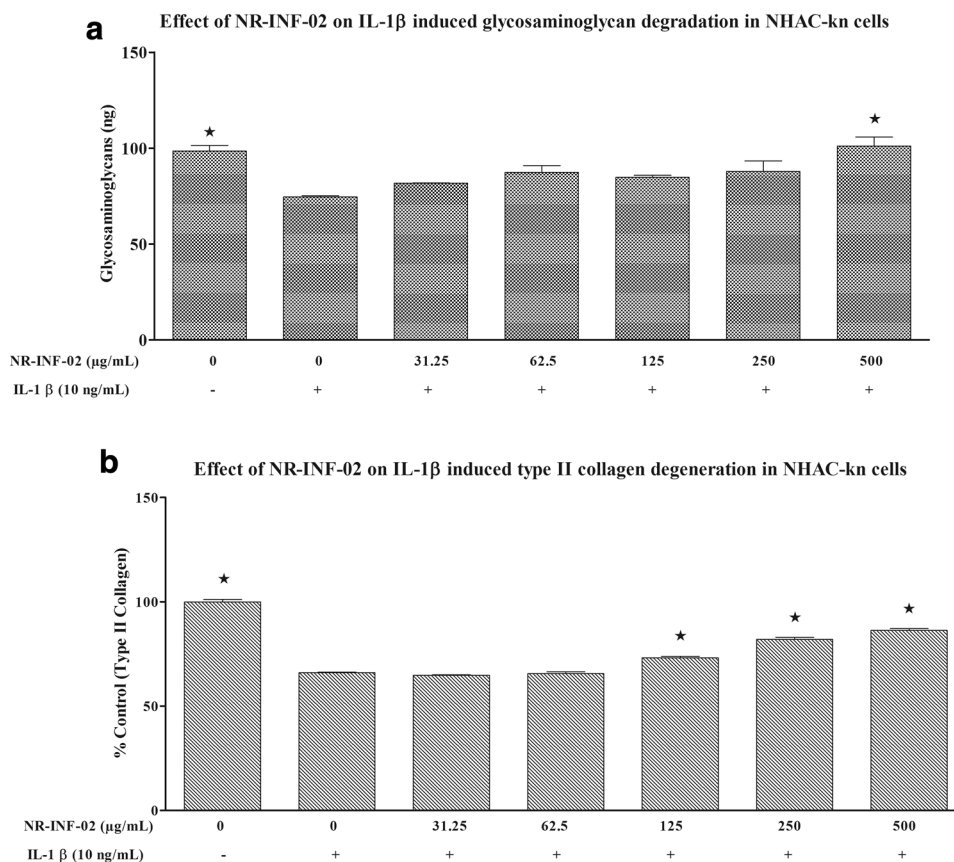 a
Effect of NR-INF-02 on IL-1β induced glycosaminoglycan degradation in NHAC-kn cells
150
100
50
0
Glycosaminoglycans (ng)
★
★
NR-INF-02 (µg/mL) 0 0 31.25 62.5 125 250 500
IL-1 β (10 ng/mL) - + + + + + +
b
Effect of NR-INF-02 on IL-1β induced type II collagen degeneration in NHAC-kn cells
150
100
50
0
% Control (Type II Collagen)
★
★
★
★
NR-INF-02 (µg/mL) 0 0 31.25 62.5 125 250 500
IL-1 β (10 ng/mL) - + + + + + +